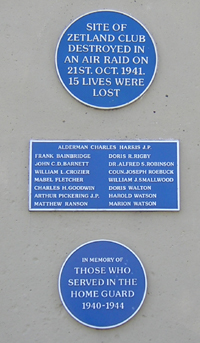 SITE OF
ZETLAND CLUB
DESTROYED IN
AN AIR RAID ON
21ST. OCT. 1941.
15 LIVES WERE
LOST
ALDERMAN CHARLES HARSIS J.P.
FRANK BAINBRIDGE
JOHN C.D. BARNETT
WILLIAM L. CROZIER
MABEL FLETCHER
CHARLES H. GOODWIN
ARTHUR PICKERING J.P.
MATTHEW RANSON
DORIS R. RIGBY
DR. ALFRED S. ROBINSON
COUN. JOSEPH ROEBUCK
WILLIAM J. SMALLWOOD
DORIS WALTON
HAROLD WATSON
MARION WATSON
IN MEMORY OF
THOSE WHO
SERVED IN THE
HOME GUARD
1940-1944